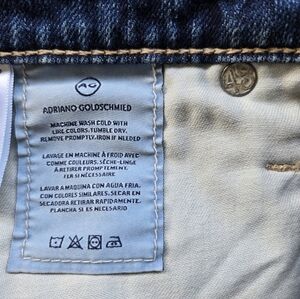 AG
ADRIANO GOLDSCHMIED
MACHINE WASH COLD WITH
LIKE COLORS. TUMBLE DRY.
REMOVE PROMPTLY. IRON IF NEEDED
LAVAGE EN MACHINE À FROID AVEC
COULEURS SIMILAIRES. SÈCHE-LINGE
À RETIRER PROMPTEMENT.
FER SI NÉCESSAIRE
LAVAR A MAQUINA CON AGUA FRIA.
CON COLORES SIMILARES. SECAR EN
SECADORA RETIRAR RAPIDAMENTE.
PLANCHA SI ES NECESARIO